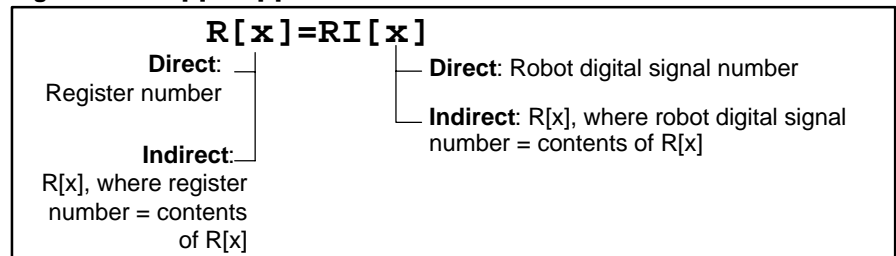 R[x]=RI[x]
Direct:
Register number
Indirect:
R[x], where register
number = contents
of R[x]
Direct: Robot digital signal number
Indirect: R[x], where robot digital signal
number = contents of R[x]